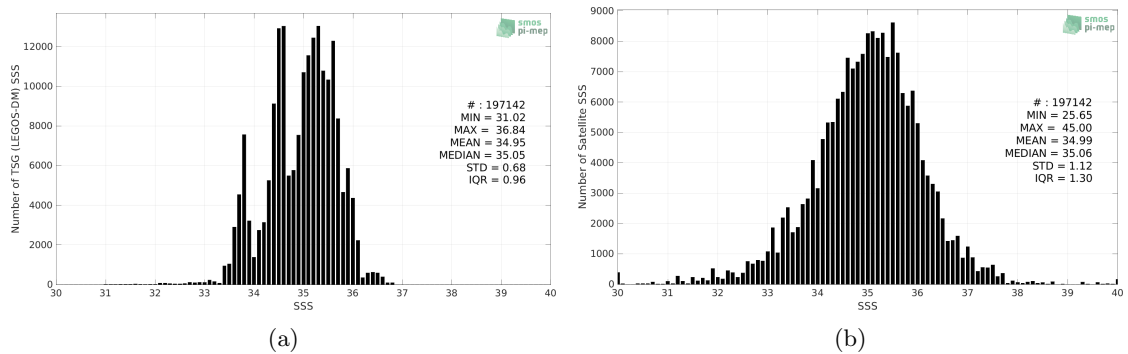 smos
pi-mep
Number of TSG (LEGOS-DM) SSS
12000
10000
8000
6000
4000
2000
0
# : 197142
MIN = 31.02
MAX = 36.84
MEAN = 34.95
MEDIAN = 35.05
STD = 0.68
IQR = 0.96
30 31 32 33 34 35 36 37 38 39 40
SSS
(a)
smos
pi-mep
Number of Satellite SSS
9000
8000
7000
6000
5000
4000
3000
2000
1000
0
# : 197142
MIN = 25.65
MAX = 45.00
MEAN = 34.99
MEDIAN = 35.06
STD = 1.12
IQR = 1.30
30 31 32 33 34 35 36 37 38 39 40
SSS
(b)